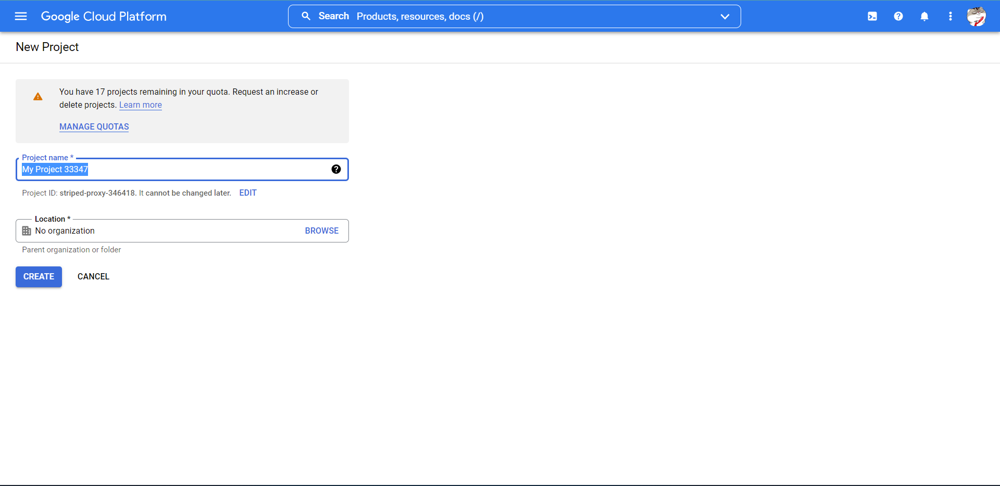 Google Cloud Platform
Search Products, resources, docs (/)
New Project
You have 17 projects remaining in your quota. Request an increase or
delete projects. Learn more
MANAGE QUOTAS
Project name *
My Project 33347
Project ID: striped-proxy-346418. It cannot be changed later. EDIT
Location *
No organization BROWSE
Parent organization or folder
CREATE CANCEL